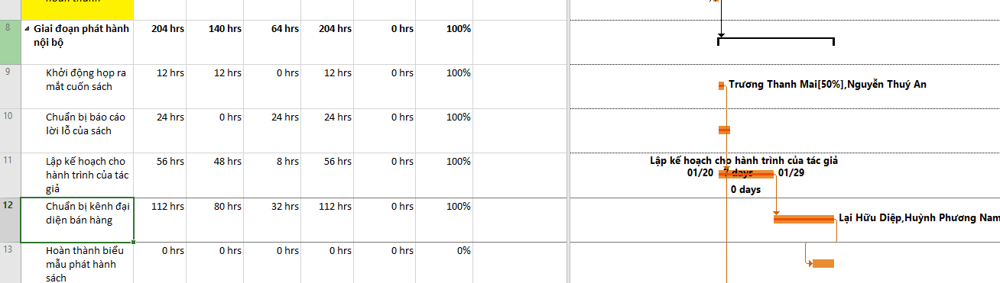 hoàn thành
8 Giai đoạn phát hành 204 hrs 140 hrs 64 hrs 204 hrs 0 hrs 100%
nội bộ
9 Khởi động họp ra 12 hrs 12 hrs 0 hrs 12 hrs 0 hrs 100%
mắt cuốn sách
Trương Thanh Mai[50%],Nguyễn Thuý An
10 Chuẩn bị báo cáo 24 hrs 0 hrs 24 hrs 24 hrs 0 hrs 100%
lời lỗ của sách
11 Lập kế hoạch cho 56 hrs 48 hrs 8 hrs 56 hrs 0 hrs 100% Lập kế hoạch cho hành trình của tác giả
hành trình của tác 01/20 7 days 01/29
giả 0 days
12 Chuẩn bị kênh đại 112 hrs 80 hrs 32 hrs 112 hrs 0 hrs 100%
diện bán hàng Lại Hữu Diệp,Huỳnh Phương Nam
13 Hoàn thành biểu 0 hrs 0 hrs 0 hrs 0 hrs 0 hrs 0%
mẫu phát hành
sách